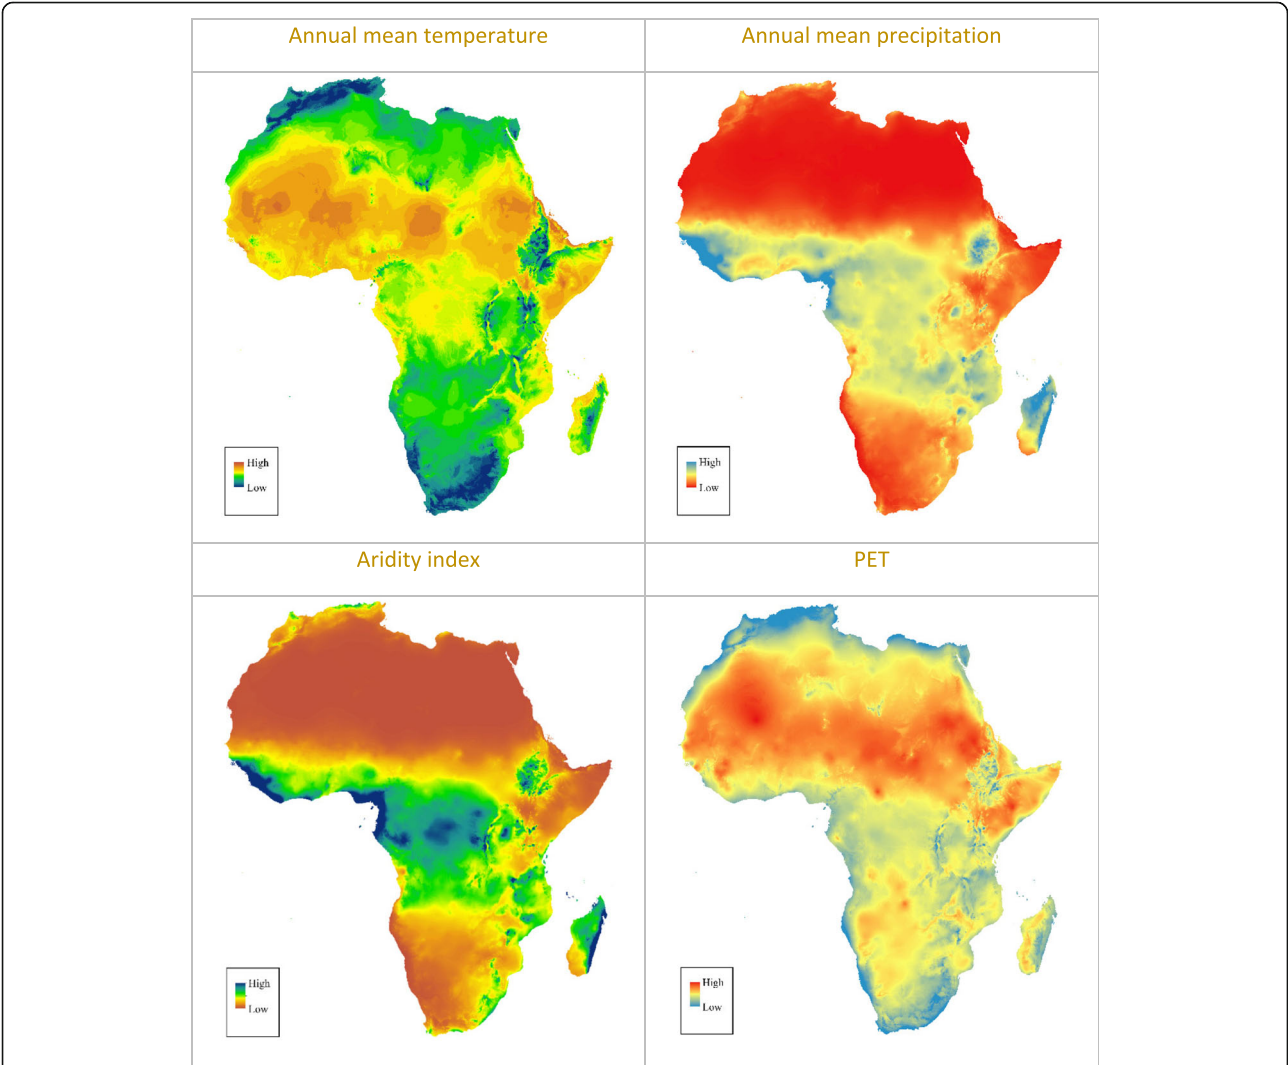 Annual mean temperature
Annual mean precipitation
High
Low
High
Low
Aridity index
PET
High
Low
High
Low